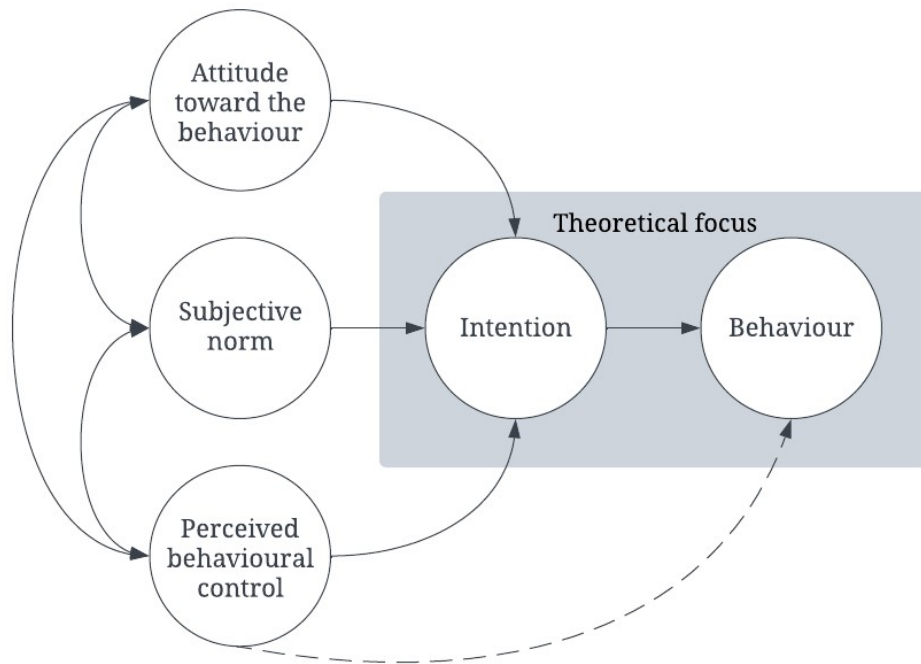 Attitude
toward the
behaviour
Theoretical focus
Subjective
norm
Intention
Behaviour
Perceived
behavioural
control